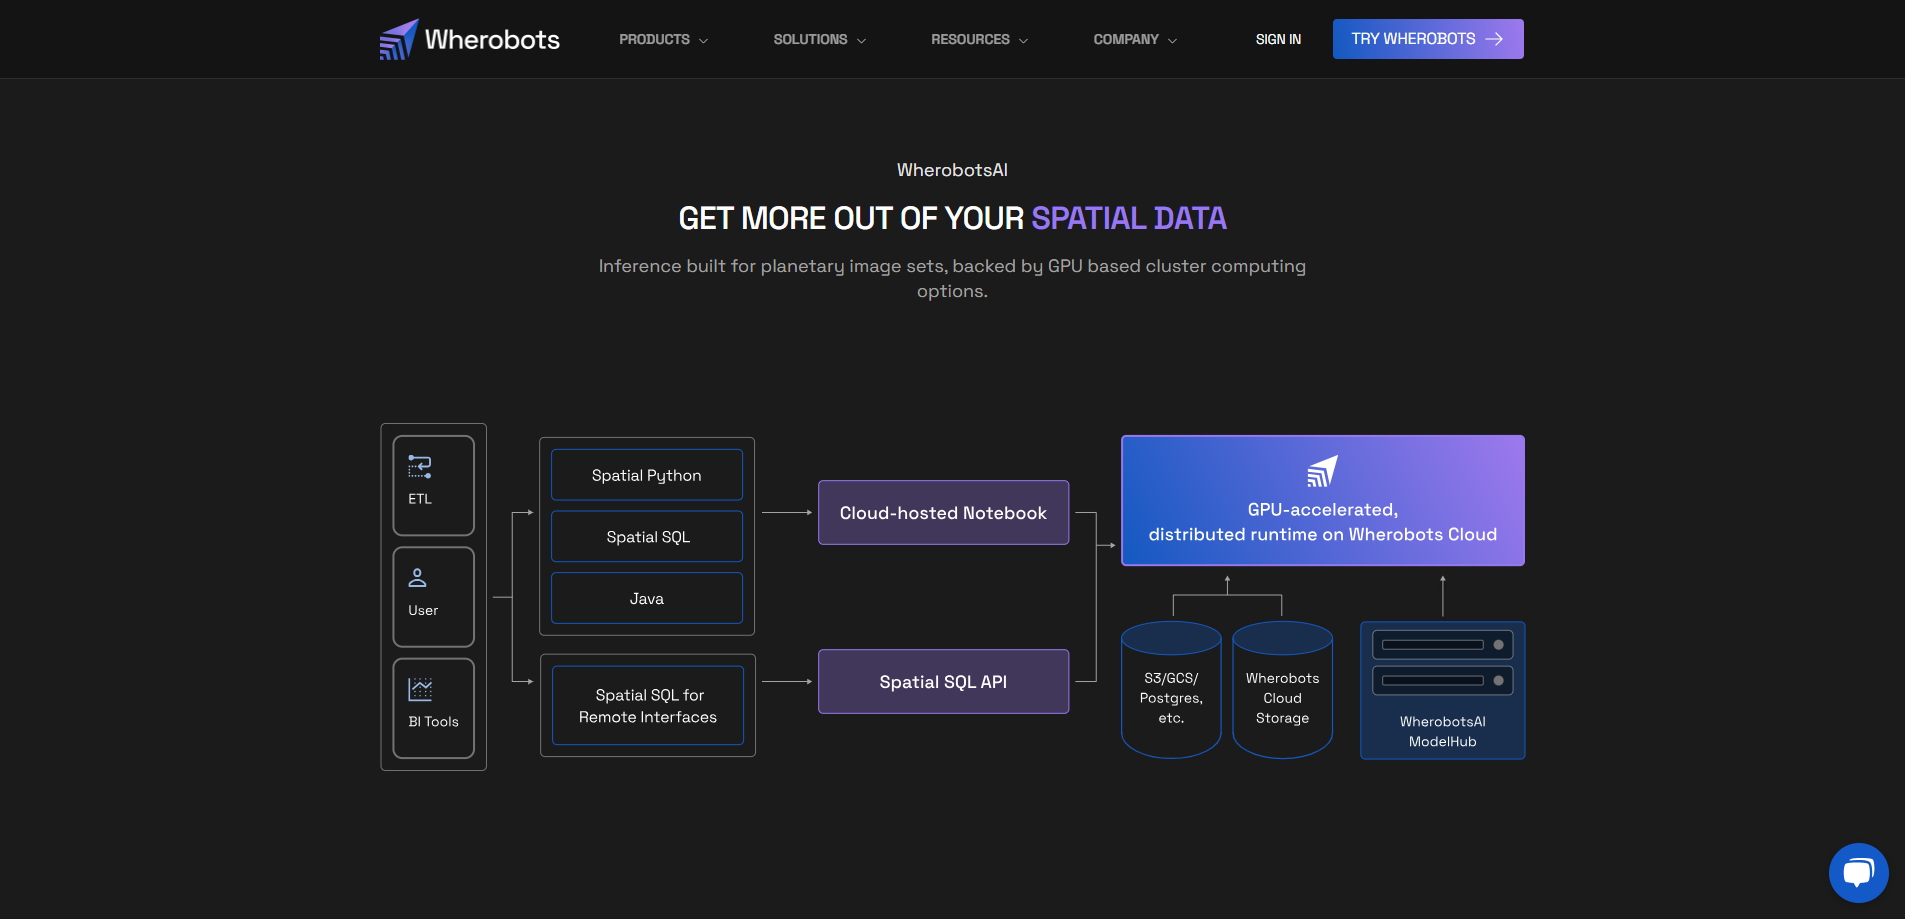 Wherobots
PRODUCTS
SOLUTIONS
RESOURCES
COMPANY
SIGN IN
TRY WHEROBOTS
WherobotsAI
GET MORE OUT OF YOUR SPATIAL DATA
Inference built for planetary image sets, backed by GPU based cluster computing
options.
ETL
User
BI Tools
Spatial Python
Spatial SQL
Java
Spatial SQL for
Remote Interfaces
Cloud-hosted Notebook
Spatial SQL API
GPU-accelerated,
distributed runtime on Wherobots Cloud
S3/GCS/
Postgres,
etc.
Wherobots
Cloud
Storage
WherobotsAI
ModelHub